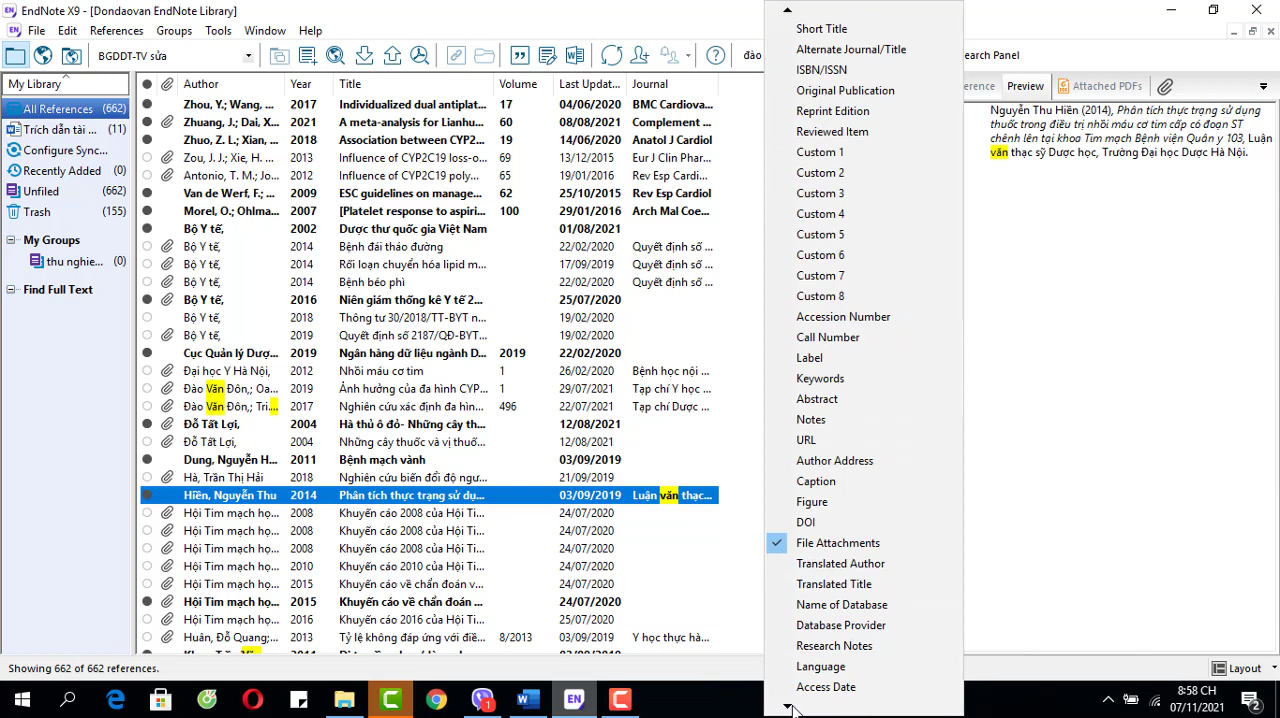 EndNote X9 - [Dondaovan EndNote Library]
File Edit References Groups Tools Window Help
BGDDT-TV sửa
đào
earch Panel
My Library
Author Year Title Volume Last Updat... Journal
erence Preview Attached PDFs
All References (662)
Trích dẫn tài ... (11)
Configure Sync...
Recently Added (0)
Unfiled (662)
Trash (155)
My Groups
thu nghie... (0)
Find Full Text
Zhou, Y.; Wang, ... 2017 Individualized dual antiplat... 17 04/06/2020 BMC Cardiova...
Zhuang, J.; Dai, X... 2021 A meta-analysis for Lianhu... 60 08/08/2021 Complement ...
Zhuo, Z. L.; Xian, ... 2018 Association between CYP2... 19 04/06/2020 Anatol J Cardiol
Zou, J. J.; Xie, H. ... 2013 Influence of CYP2C19 loss-o... 69 13/12/2015 Eur J Clin Phar...
Antonio, T. M.; Jo... 2012 Influence of CYP2C19 poly... 65 19/01/2016 Rev Esp Cardi...
Van de Werf, F.; ... 2009 ESC guidelines on manage... 62 25/10/2015 Rev Esp Cardiol
Morel, O.; Ohlma... 2007 [Platelet response to aspiri... 100 29/01/2016 Arch Mal Coe...
Bộ Y tế, 2002 Dược thư quốc gia Việt Nam 01/08/2021
Bộ Y tế, 2014 Bệnh đái tháo đường 22/02/2020 Quyết định số ...
Bộ Y tế, 2014 Rối loạn chuyển hóa lipid m... 17/09/2019 Quyết định số ...
Bộ Y tế, 2014 Bệnh béo phì 22/02/2020 Quyết định số ...
Bộ Y tế, 2016 Niên giám thống kê Y tế 2... 25/07/2020
Bộ Y tế, 2018 Thông tư 30/2018/TT-BYT n... 19/02/2020
Bộ Y tế, 2019 Quyết định số 2187/QĐ-BYT... 19/02/2020
Cục Quản lý Dượ... 2019 Ngân hàng dữ liệu ngành D... 2019 22/02/2020
Đại học Y Hà Nội, 2012 Nhồi máu cơ tim 1 26/02/2020 Bệnh học nội ...
Đào Văn Đôn,; Oa... 2019 Ảnh hưởng của đa hình CYP... 1 29/07/2021 Tạp chí Y học ...
Đào Văn Đôn,; Tri.... 2017 Nghiên cứu xác định đa hìn... 496 22/07/2021 Tạp chí Dược ...
Đỗ Tất Lợi, 2004 Hà thủ ô đỏ- Những cây th... 12/08/2021
Đỗ Tất Lợi, 2004 Những cây thuốc và vị thuố... 12/08/2021
Dung, Nguyễn H... 2011 Bệnh mạch vành 03/09/2019
Hà, Trần Thị Hải 2018 Nghiên cứu biến đổi độ ngư... 21/09/2019
Hiền, Nguyễn Thu 2014 Phân tích thực trạng sử dụ... 03/09/2019 Luận văn thạc...
Hội Tim mạch họ... 2008 Khuyến cáo 2008 của Hội Ti... 24/07/2020
Hội Tim mạch họ... 2008 Khuyến cáo 2008 của Hội Ti... 24/07/2020
Hội Tim mạch họ... 2008 Khuyến cáo 2008 của Hội Ti... 24/07/2020
Hội Tim mạch họ... 2010 Khuyến cáo 2010 của Hội Ti... 24/07/2020
Hội Tim mạch họ... 2015 Khuyến cáo về chẩn đoán v... 24/07/2020
Hội Tim mạch họ... 2015 Khuyến cáo về chẩn đoán ... 24/07/2020
Hội Tim mạch họ... 2016 Khuyến cáo 2016 của Hội Ti... 24/07/2020
Huân, Đỗ Quang;... 2013 Tỷ lệ không đáp ứng với điề... 8/2013 03/09/2019 Y học thực hà...
Short Title
Alternate Journal/Title
ISBN/ISSN
Original Publication
Reprint Edition
Reviewed Item
Custom 1
Custom 2
Custom 3
Custom 4
Custom 5
Custom 6
Custom 7
Custom 8
Accession Number
Call Number
Label
Keywords
Abstract
Notes
URL
Author Address
Caption
Figure
DOI
File Attachments
Translated Author
Translated Title
Name of Database
Database Provider
Research Notes
Language
Access Date
Nguyễn Thu Hiền (2014), Phân tích thực trạng sử dụng
thuốc trong điều trị nhồi máu cơ tim cấp có đoạn ST
chênh lên tại khoa Tim mạch Bệnh viện Quân y 103, Luận
văn thạc sỹ Dược học, Trường Đại học Dược Hà Nội.
Showing 662 of 662 references.
Layout
8:58 CH
07/11/2021